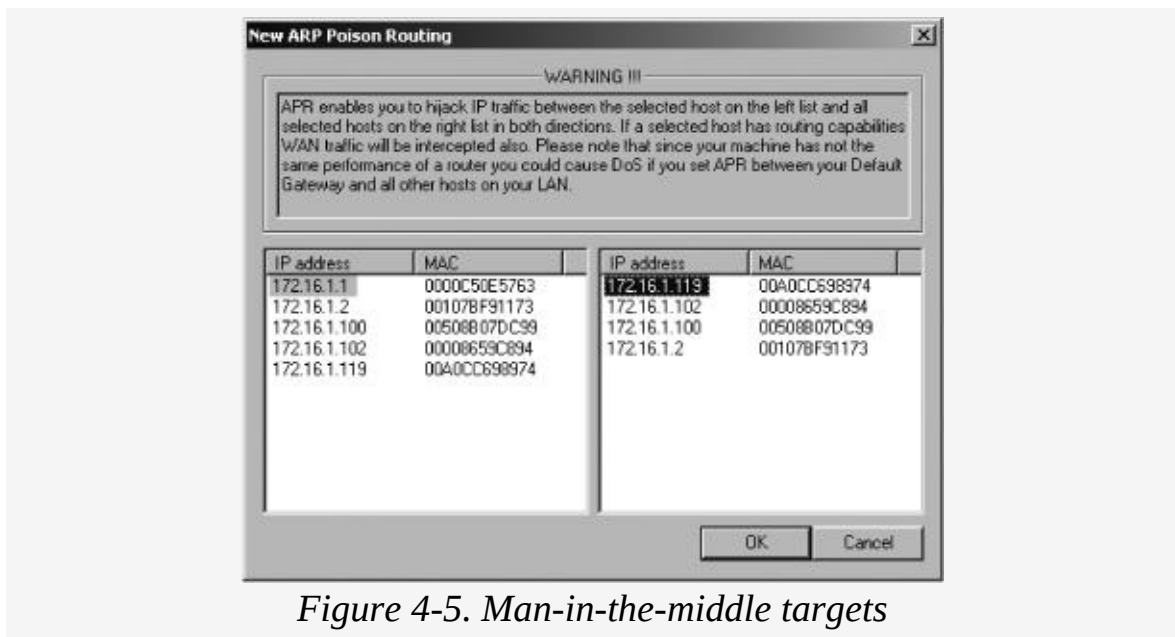 New ARP Poison Routing
WARNING !!!
APR enables you to hijack IP traffic between the selected host on the left list and all
selected hosts on the right list in both directions. If a selected host has routing capabilities
WAN traffic will be intercepted also. Please note that since your machine has not the
same performance of a router you could cause DoS if you set APR between your Default
Gateway and all other hosts on your LAN.
IP address MAC
172.16.1.1 0000C50E5763
172.16.1.2 00107BF91173
172.16.1.100 00508B07DC99
172.16.1.102 00008659C894
172.16.1.119 00A0CC698974
IP address MAC
172.16.1.119 00A0CC698974
172.16.1.102 00008659C894
172.16.1.100 00508B07DC99
172.16.1.2 00107BF91173
OK Cancel
Figure 4-5. Man-in-the-middle targets